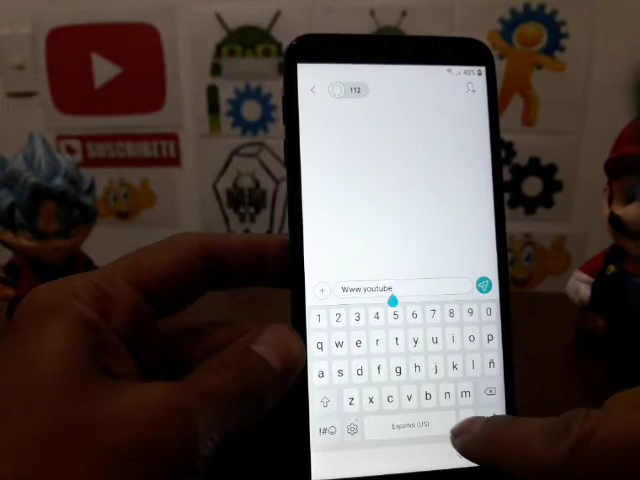 SUSCRIBETE
40%
112
Www youtube
1 2 3 4 5 6 7 8 9 0
q w e r t y u i o p
a s d f g h j k l ñ
z x c v b n m
!#☺ Español (US)